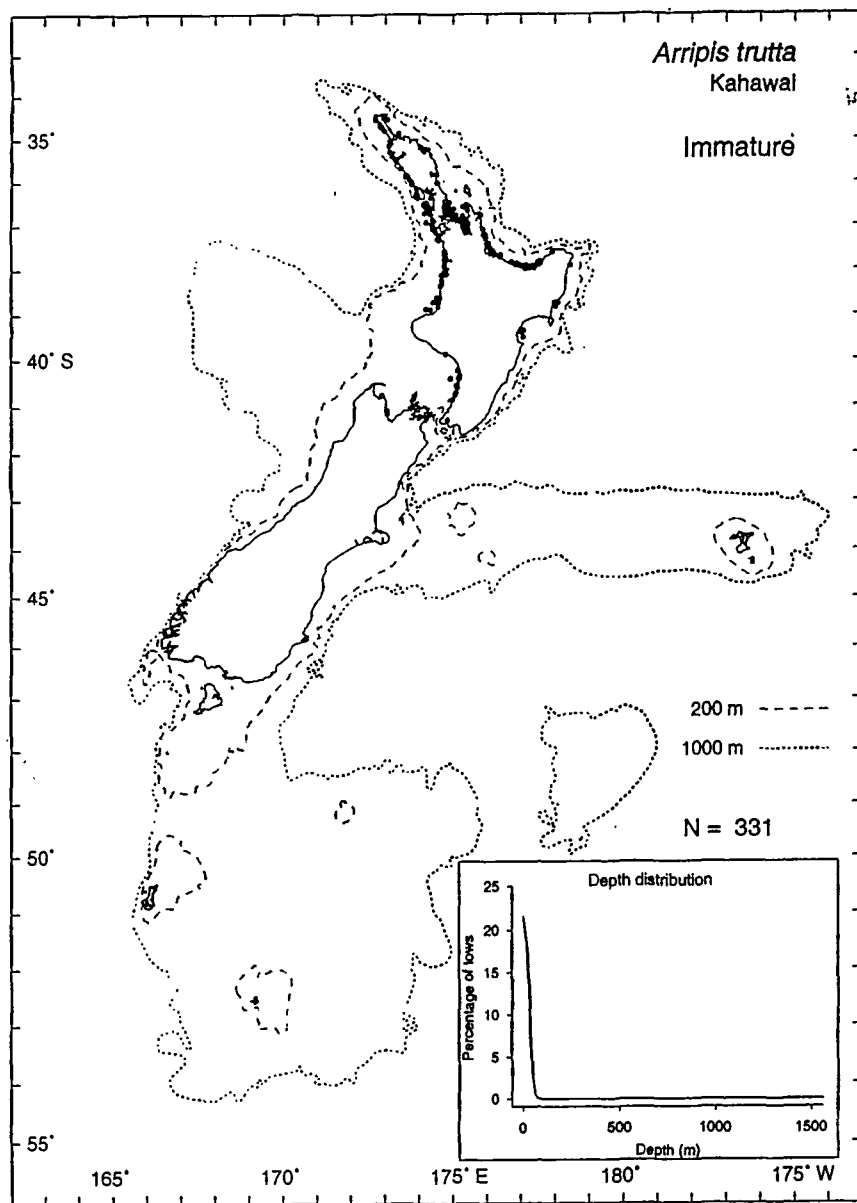 Arripis trutta
Kahawai
Immature
35°
40° S
45°
200 m
1000 m
N = 331
50°
Depth distribution
25
20
15
10
5
0
Percentage of tows
0 500 1000 1500
Depth (m)
55°
165° 170° 175° E 180° 175° W